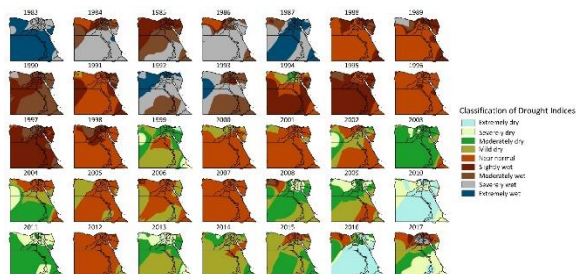 1983 1984 1985 1986 1987 1988 1989
1990 1991 1992 1993 1994 1995 1996
1997 1998 1999 2000 2001 2002 2003
2004 2005 2006 2007 2008 2009 2010
2011 2012 2013 2014 2015 2016 2017
Classification of Drought Indices
Extremely dry
Severely dry
Moderately dry
Mild dry
Near normal
Slightly wet
Moderately wet
Severely wet
Extremely wet